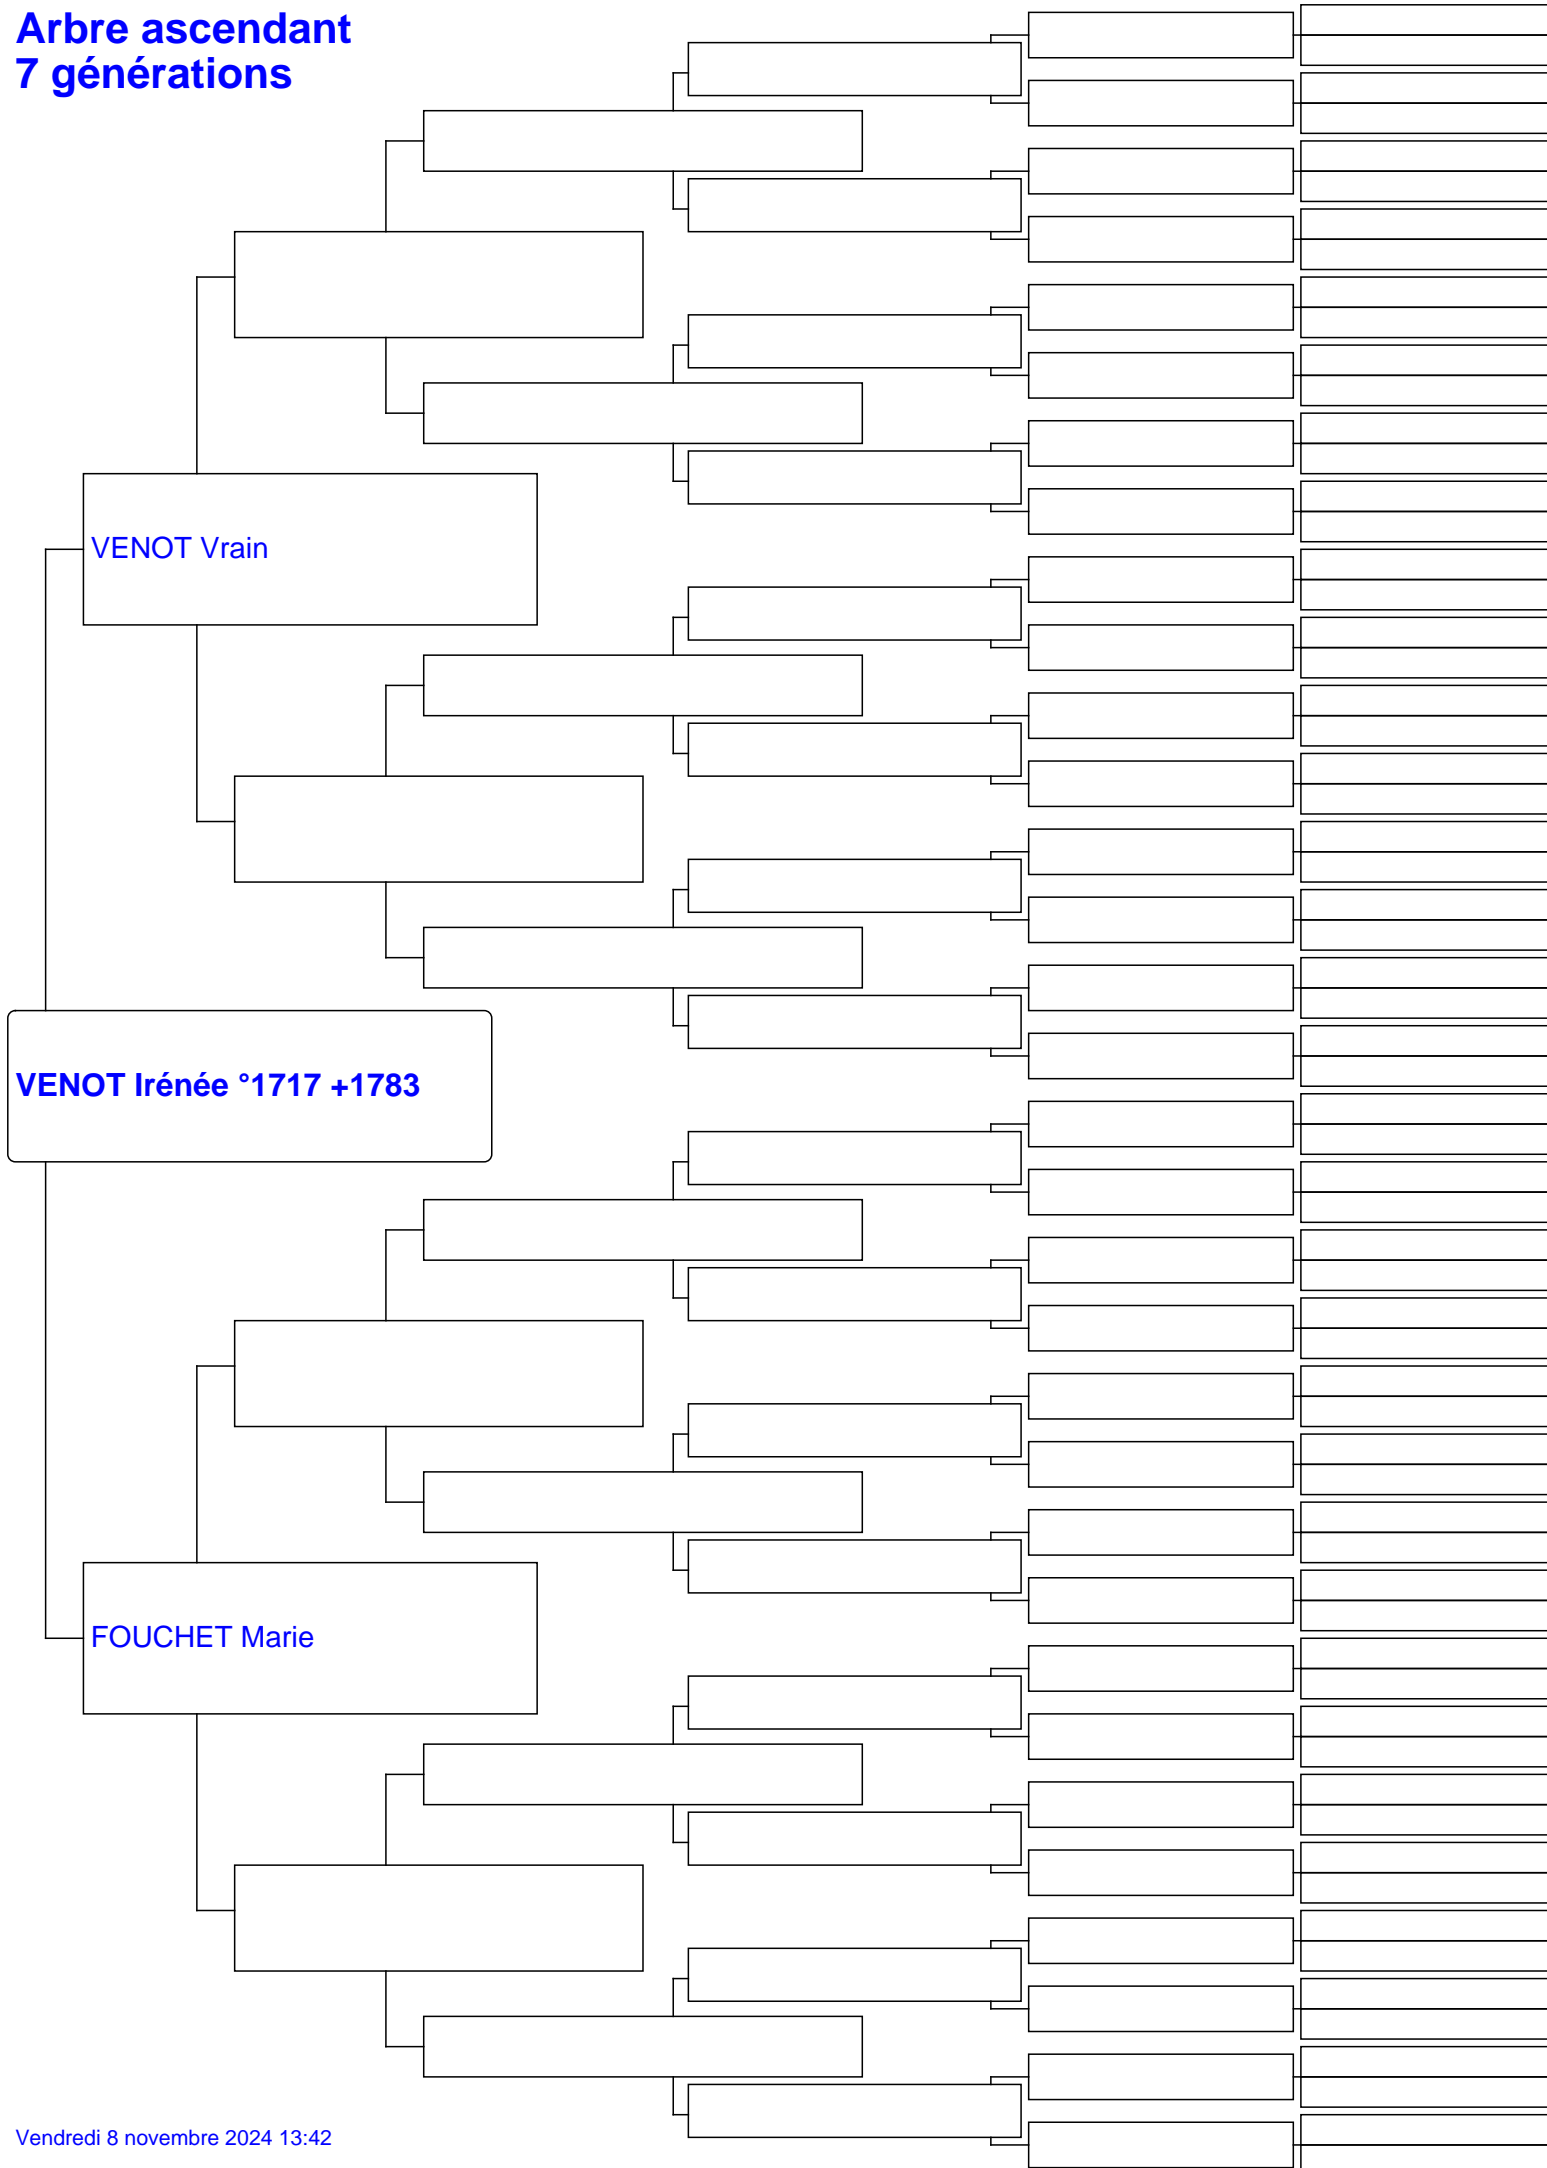 Arbre ascendant
7 générations
VENOT Vrain
VENOT Irénée °1717 +1783
FOUCHET Marie
Vendredi 8 novembre 2024 13:42